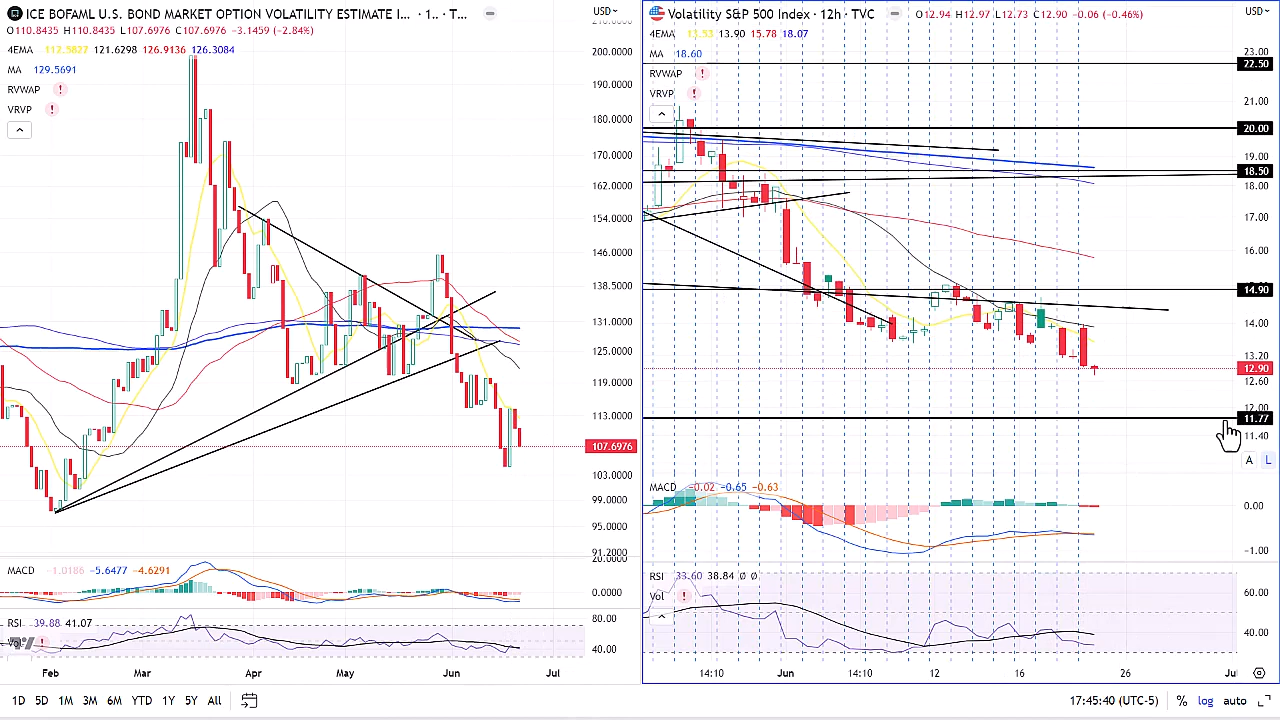 ICE BOFAML U.S. BOND MARKET OPTION VOLATILITY ESTIMATE I... · 1.. · T...
O110.8435 H110.8435 L107.6976 C107.6976 −3.1459 (−2.84%)
4EMA 112.5827 121.6298 126.9136 126.3084
MA 129.5691
RVWAP !
VRVP !
USD
210.0000
200.0000
190.0000
180.0000
170.0000
162.0000
154.0000
146.0000
138.5000
131.0000
125.0000
119.0000
113.0000
107.6976
103.0000
99.0000
95.0000
91.2000
MACD −1.0186 −5.6477 −4.6291
20.0000
0.0000
RSI 39.88 41.07
80.00
40.00
Feb Mar Apr May Jun Jul
Volatility S&P 500 Index · 12h · TVC
O12.94 H12.97 L12.73 C12.90 −0.06 (−0.46%)
4EMA 13.53 13.90 15.78 18.07
MA 18.60
RVWAP !
VRVP !
USD
23.00
22.50
21.00
20.00
19.00
18.50
18.00
17.00
16.00
14.90
14.00
13.20
12.90
12.60
12.00
11.77
11.40
A L
MACD −0.02 −0.65 −0.63
0.00
−1.00
RSI 33.60 38.84 Ø Ø
Vol !
60.00
40.00
14:10 Jun 14:10 12 16 26 Jul
1D 5D 1M 3M 6M YTD 1Y 5Y All
17:45:40 (UTC-5) % log auto